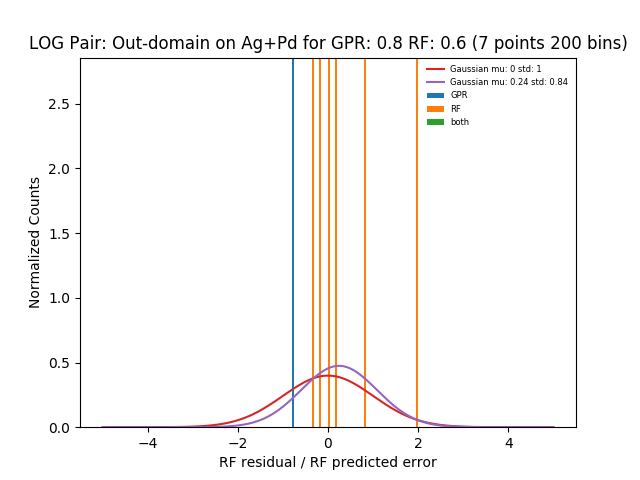 LOG Pair: Out-domain on Ag+Pd for GPR: 0.8 RF: 0.6 (7 points 200 bins)
Gaussian mu: 0 std: 1
Gaussian mu: 0.24 std: 0.84
GPR
RF
both
Normalized Counts
2.5
2.0
1.5
1.0
0.5
0.0
−4 −2 0 2 4
RF residual / RF predicted error